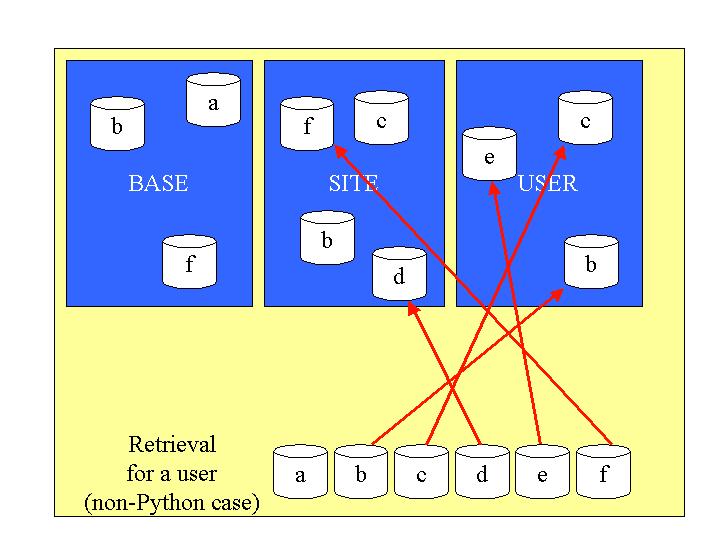 a
b
f
c
c
e
BASE
SITE
USER
b
f
d
b
Retrieval
for a user
(non-Python case)
a b c d e f